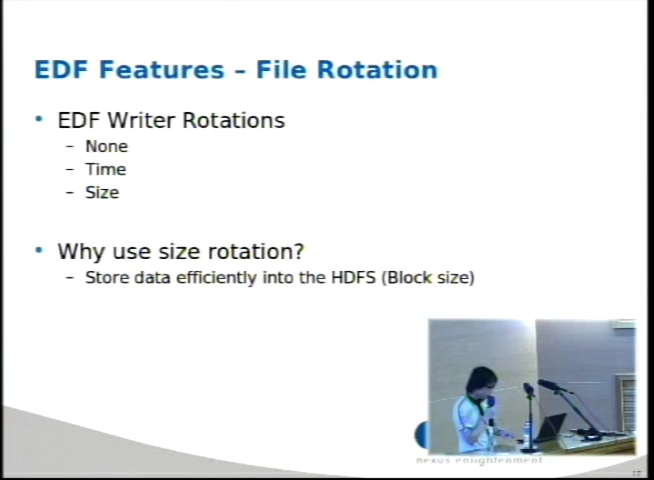 EDF Features – File Rotation
• EDF Writer Rotations
– None
– Time
– Size
• Why use size rotation?
– Store data efficiently into the HDFS (Block size)
nexus enlightenment